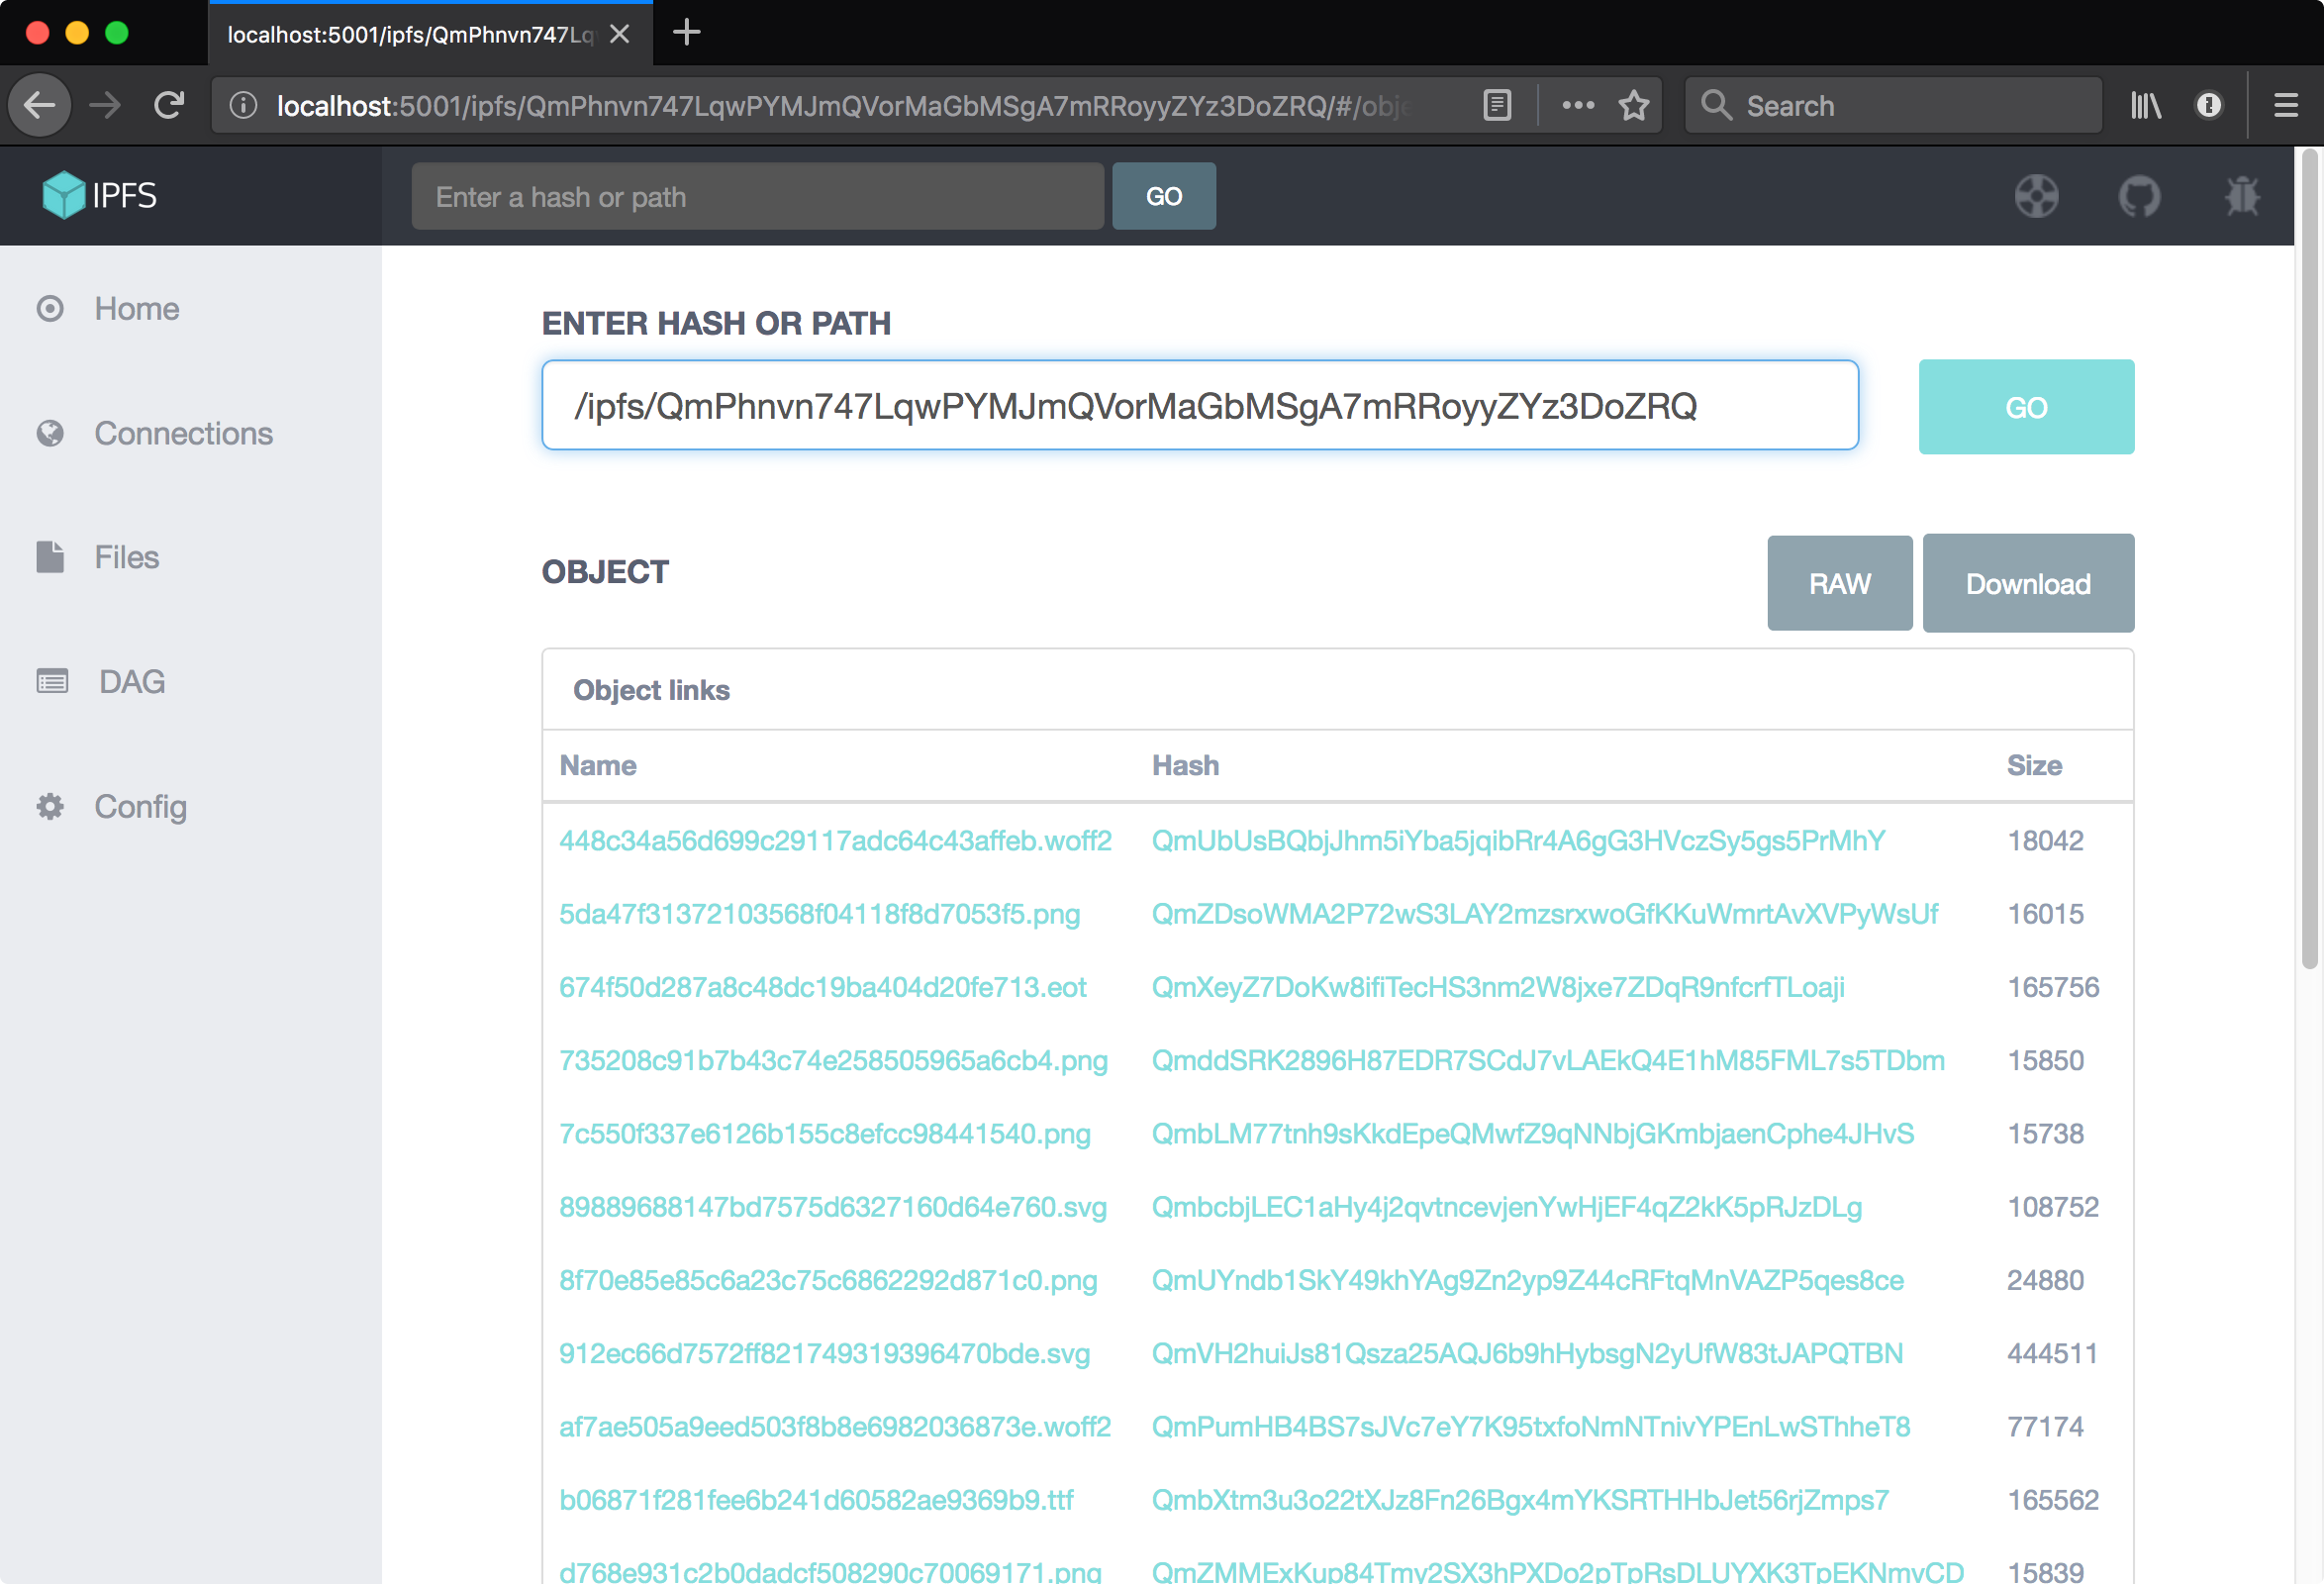 localhost:5001/ipfs/QmPhnvn747Lq
localhost:5001/ipfs/QmPhnvn747LqwPYMJmQVorMaGbMSgA7mRRoyyZYz3DoZRQ/#/obje
Search
IPFS
Enter a hash or path
GO
Home
Connections
Files
DAG
Config
ENTER HASH OR PATH
/ipfs/QmPhnvn747LqwPYMJmQVorMaGbMSgA7mRRoyyZYz3DoZRQ
GO
OBJECT
RAW
Download
Object links
Name Hash Size
448c34a56d699c29117adc64c43affeb.woff2 QmUbUsBQbjJhm5iYba5jqibRr4A6gG3HVczSy5gs5PrMhY 18042
5da47f31372103568f04118f8d7053f5.png QmZDsoWMA2P72wS3LAY2mzsrxwoGfKKuWmrtAvXVPyWsUf 16015
674f50d287a8c48dc19ba404d20fe713.eot QmXeyZ7DoKw8ifiTecHS3nm2W8jxe7ZDqR9nfcrfTLoaji 165756
735208c91b7b43c74e258505965a6cb4.png QmddSRK2896H87EDR7SCdJ7vLAEkQ4E1hM85FML7s5TDbm 15850
7c550f337e6126b155c8efcc98441540.png QmbLM77tnh9sKkdEpeQMwfZ9qNNbjGKmbjaenCphe4JHvS 15738
89889688147bd7575d6327160d64e760.svg QmbcbjLEC1aHy4j2qvtncevjenYwHjEF4qZ2kK5pRJzDLg 108752
8f70e85e85c6a23c75c6862292d871c0.png QmUYndb1SkY49khYAg9Zn2yp9Z44cRFtqMnVAZP5qes8ce 24880
912ec66d7572ff821749319396470bde.svg QmVH2huiJs81Qsza25AQJ6b9hHybsgN2yUfW83tJAPQTBN 444511
af7ae505a9eed503f8b8e6982036873e.woff2 QmPumHB4BS7sJVc7eY7K95txfoNmNTnivYPEnLwSThheT8 77174
b06871f281fee6b241d60582ae9369b9.ttf QmbXtm3u3o22tXJz8Fn26Bgx4mYKSRTHHbJet56rjZmps7 165562
d768e931c2b0dadcf508290c70069171.png QmZMMExKup84Tmy2SX3hPXDo2pTpRsDLUYXK3TpEKNmvCD 15839